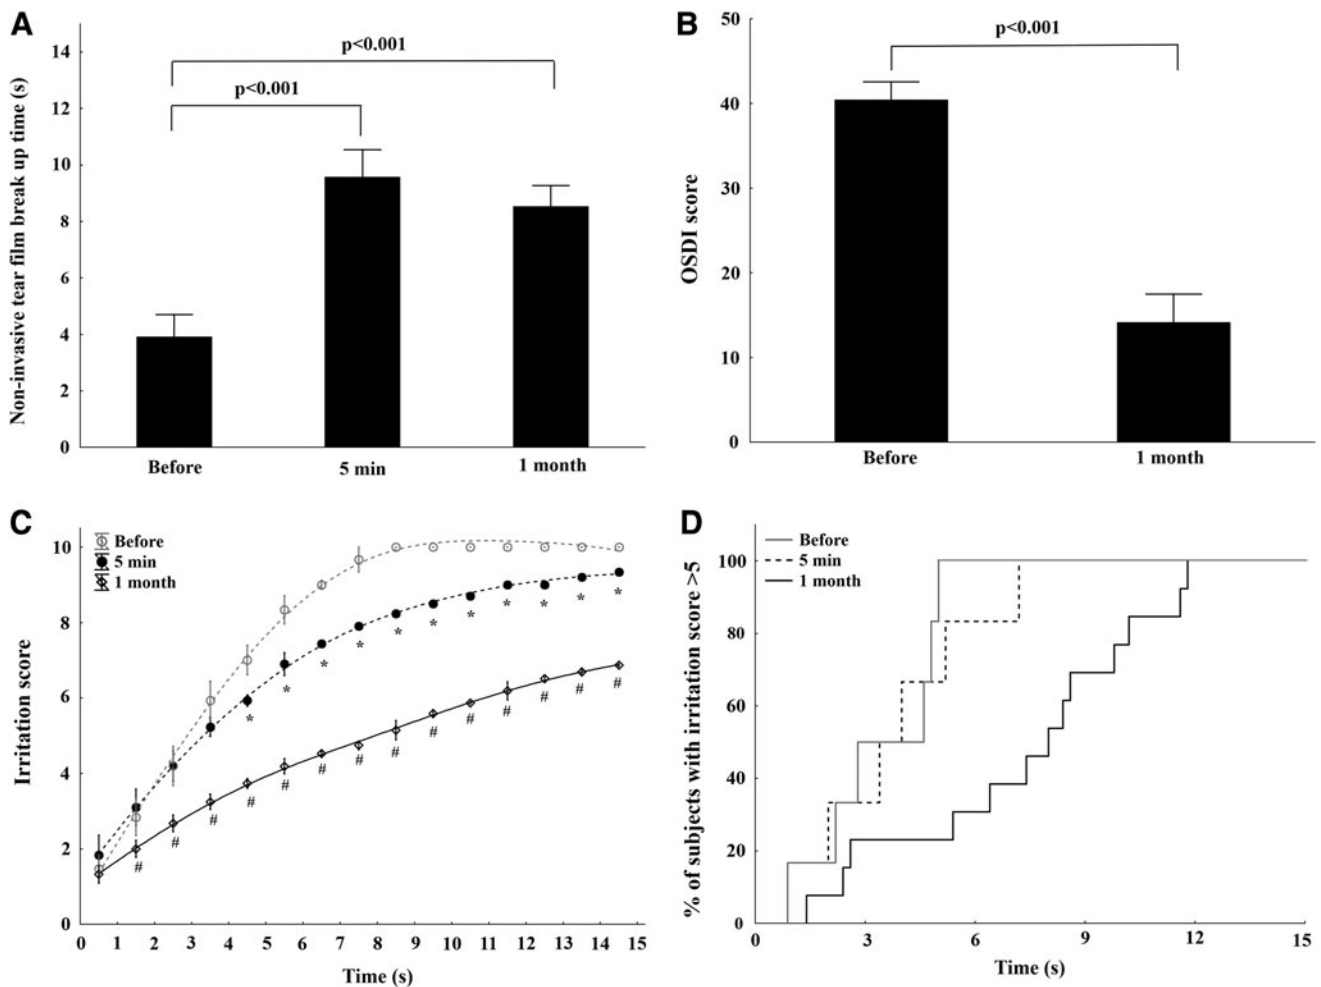 A
Non-invasive tear film break up time (s)
14
12
10
8
6
4
2
0
p<0.001
p<0.001
Before
5 min
1 month
B
OSDI score
50
40
30
20
10
0
p<0.001
Before
1 month
C
Irritation score
10
8
6
4
2
0
Before
5 min
1 month
* * * * * * * * * * *
# # # # # # # # # # # # # #
0 1 2 3 4 5 6 7 8 9 10 11 12 13 14 15
Time (s)
D
% of subjects with irritation score >5
100
80
60
40
20
0
Before
5 min
1 month
0 3 6 9 12 15
Time (s)